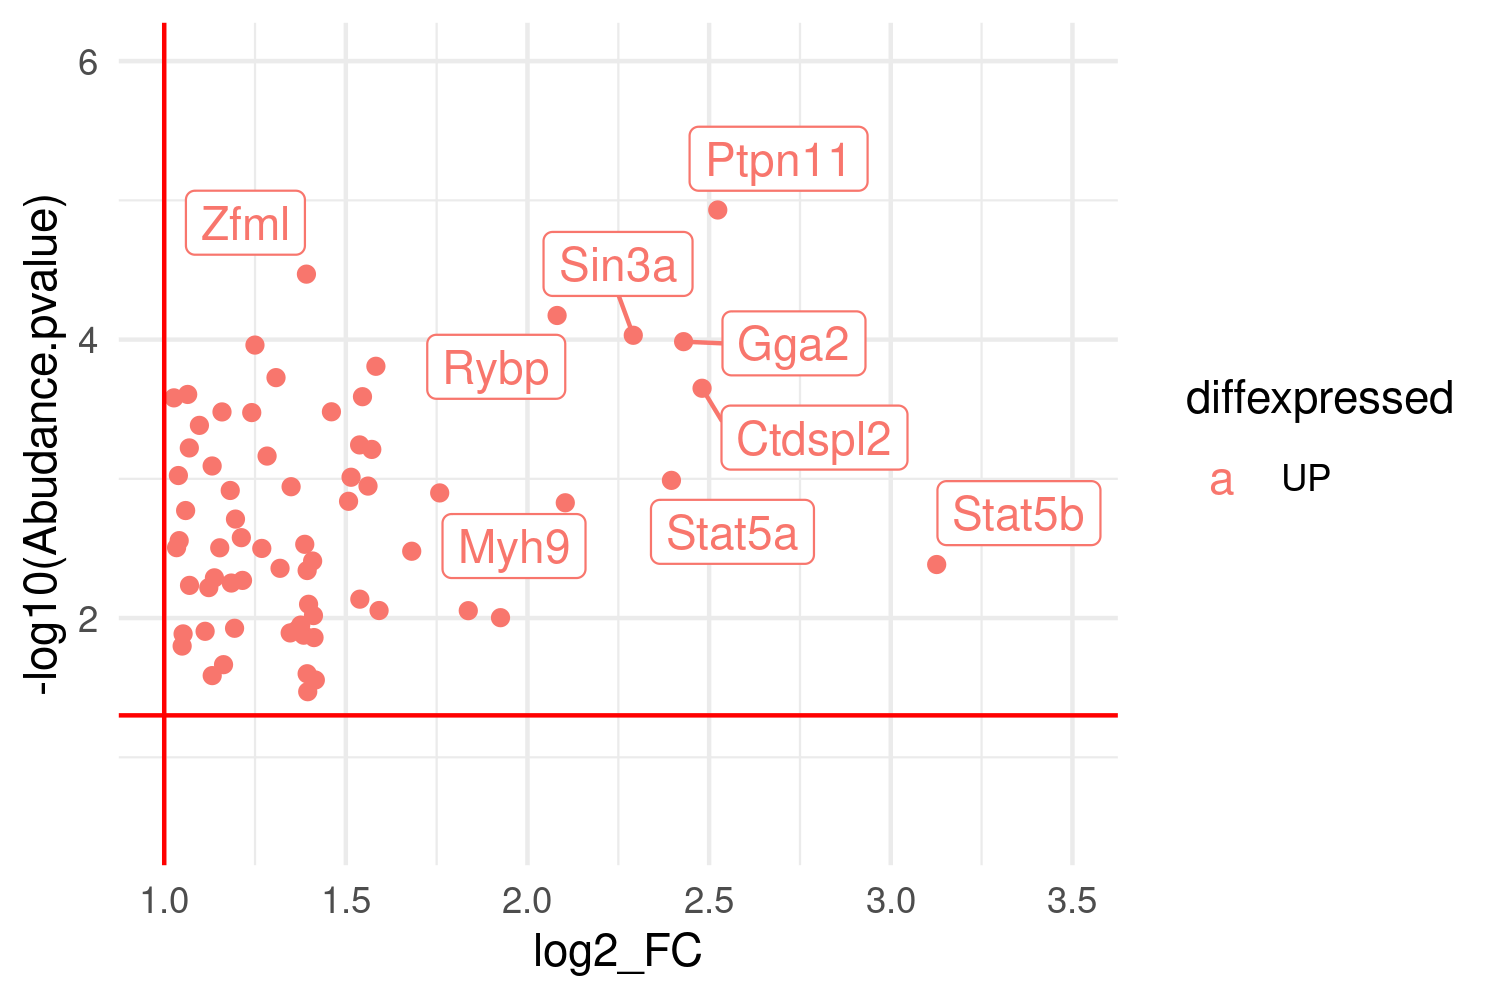 6
4
2
-log10(Abudance.pvalue)
Ptpn11
Zfml
Sin3a
Gga2
Rybp
Ctdspl2
Stat5a
Stat5b
Myh9
1.0
1.5
2.0
2.5
3.0
3.5
log2_FC
diffexpressed
a UP